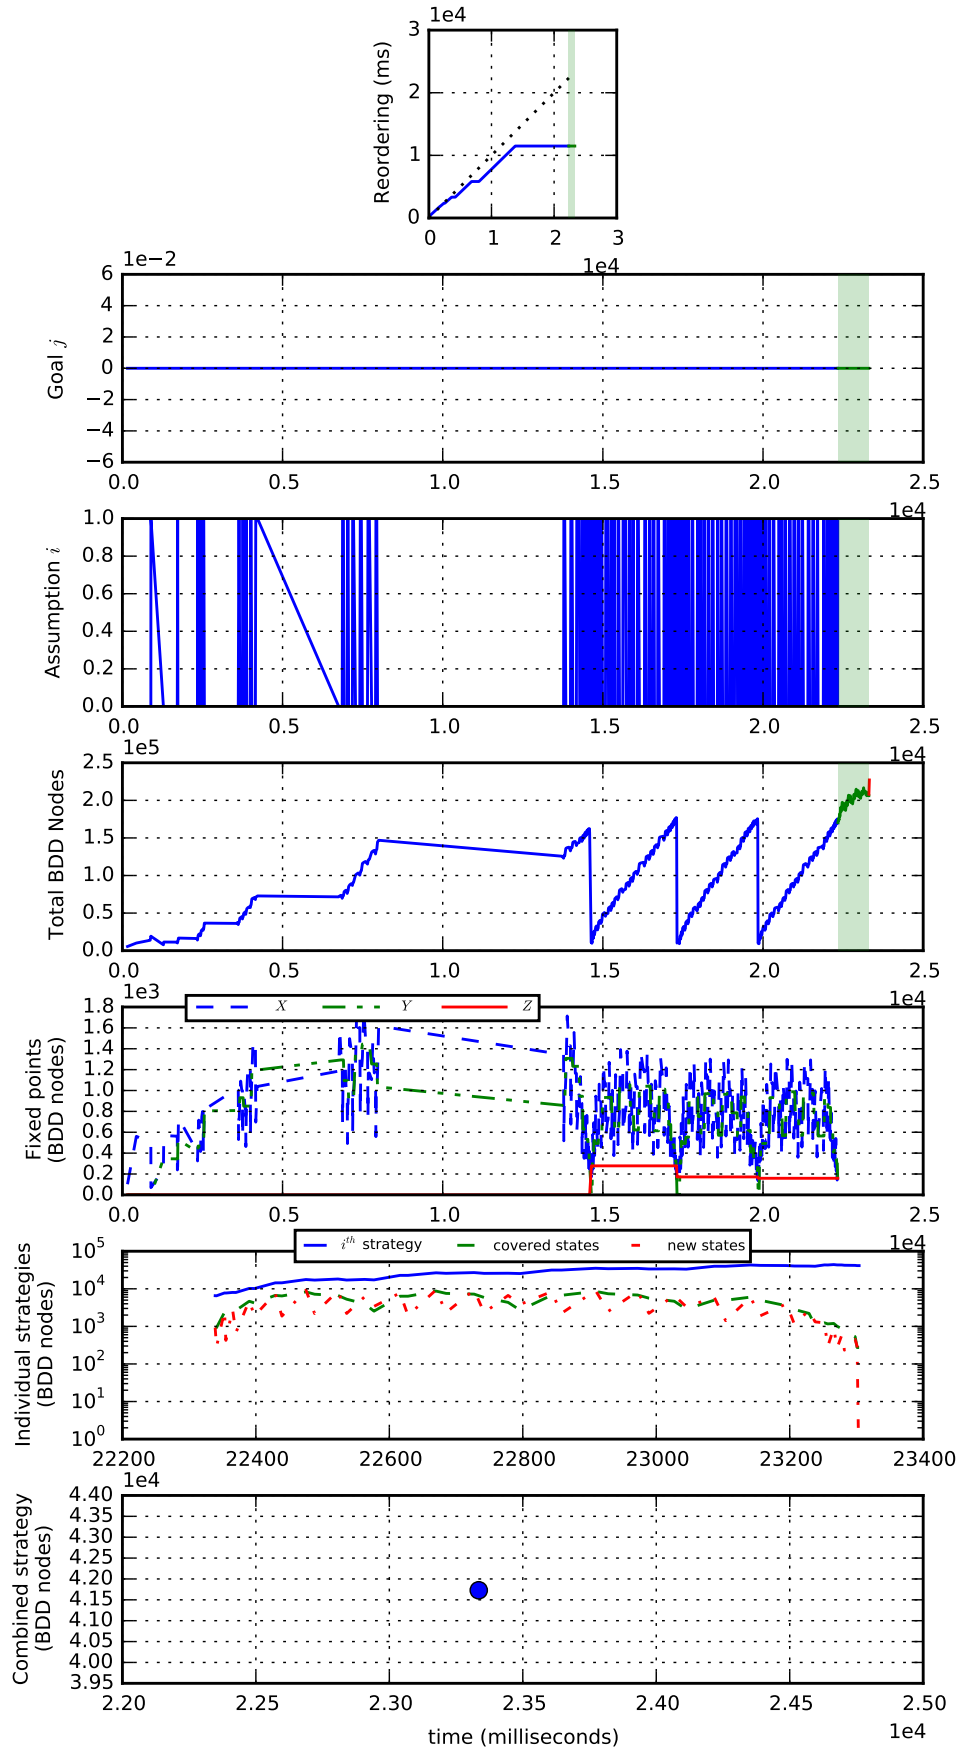 1e4
3
2
1
0
Reordering (ms)
0 1 2 3
1e4
1e−2
6
4
2
0
−2
−4
−6
Goal j
0.0 0.5 1.0 1.5 2.0 2.5
1e4
1.0
0.8
0.6
0.4
0.2
0.0
Assumption i
0.0 0.5 1.0 1.5 2.0 2.5
1e4
1e5
2.5
2.0
1.5
1.0
0.5
0.0
Total BDD Nodes
0.0 0.5 1.0 1.5 2.0 2.5
1e4
1e3
X Y Z
1.8
1.6
1.4
1.2
1.0
0.8
0.6
0.4
0.2
0.0
Fixed points
(BDD nodes)
0.0 0.5 1.0 1.5 2.0 2.5
1e4
i^th strategy covered states new states
10^5
10^4
10^3
10^2
10^1
10^0
Individual strategies
(BDD nodes)
22200 22400 22600 22800 23000 23200 23400
1e4
4.40
4.35
4.30
4.25
4.20
4.15
4.10
4.05
4.00
3.95
Combined strategy
(BDD nodes)
2.20 2.25 2.30 2.35 2.40 2.45 2.50
1e4
time (milliseconds)